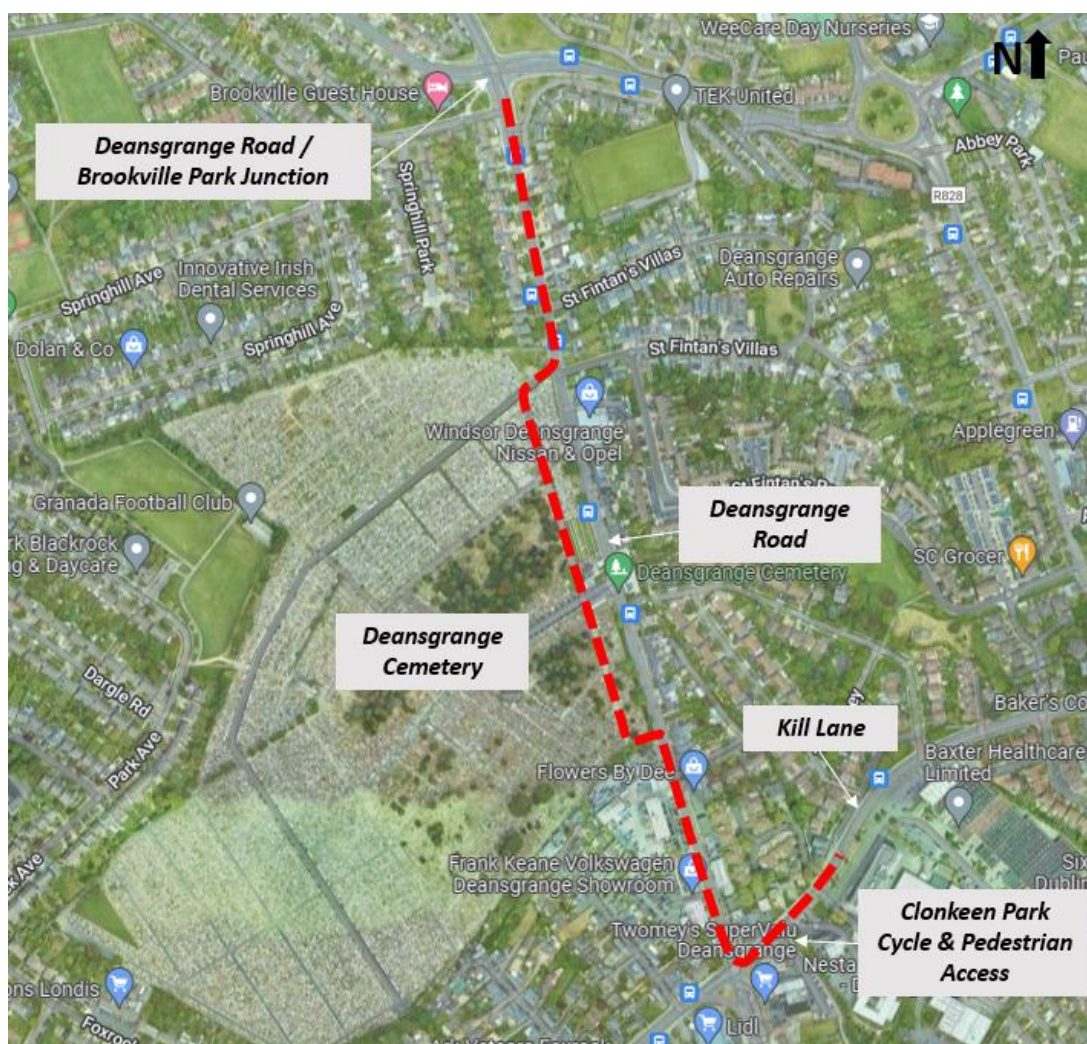 WeeCare Day Nurseries
N
Brookville Guest House
TEK United
Deansgrange Road /
Brookville Park Junction
Abbey Park
R828
Springhill Park
Springhill Ave
Innovative Irish
Dental Services
Springhill Ave
Dolan & Co
St Fintan's Villas
Deansgrange
Auto Repairs
St Fintan's Villas
Windsor Deansgrange
Nissan & Opel
Applegreen
Granada Football Club
St Fintan's
Deansgrange
Road
SC Grocer
Deansgrange Cemetery
Deansgrange
Cemetery
Dargle Rd
Park Ave
Kill Lane
Baker's
Baxter Healthcare
Limited
Flowers By Dee
Frank Keane Volkswagen
Deansgrange Showroom
Clonkeen Park
Cycle & Pedestrian
Access
Twomey's SuperValu
Deansgrange
Londis
Lidl